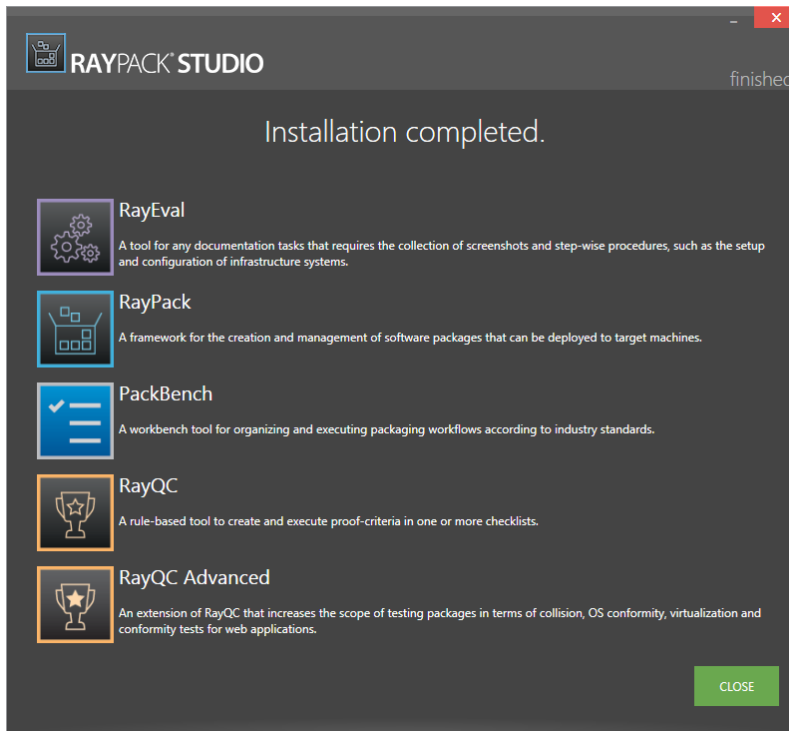 RAYPACK® STUDIO
finished
Installation completed.
RayEval
A tool for any documentation tasks that requires the collection of screenshots and step-wise procedures, such as the setup
and configuration of infrastructure systems.
RayPack
A framework for the creation and management of software packages that can be deployed to target machines.
PackBench
A workbench tool for organizing and executing packaging workflows according to industry standards.
RayQC
A rule-based tool to create and execute proof-criteria in one or more checklists.
RayQC Advanced
An extension of RayQC that increases the scope of testing packages in terms of collision, OS conformity, virtualization and
conformity tests for web applications.
CLOSE